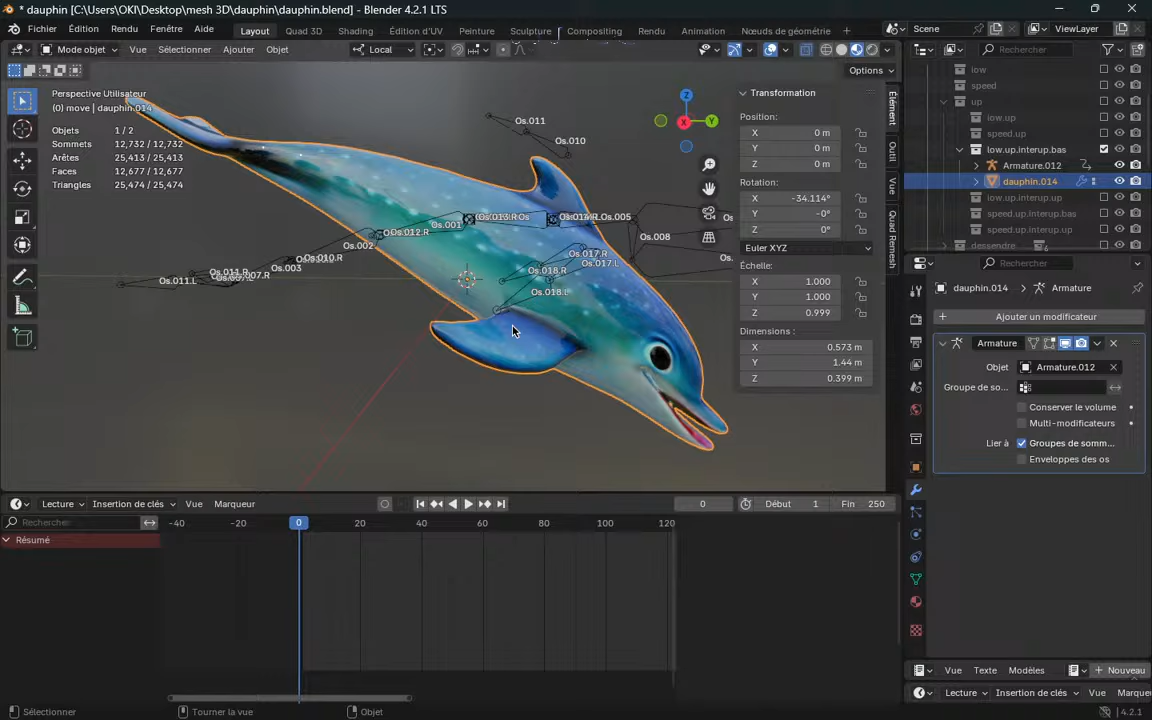 * dauphin [C:\Users\OKI\Desktop\mesh 3D\dauphin\dauphin.blend] - Blender 4.2.1 LTS
Fichier Édition Rendu Fenêtre Aide Layout Quad 3D Shading Édition d'UV Peinture Sculpture Compositing Rendu Animation Nœuds de géométrie + Scene ViewLayer
Mode objet Vue Sélectionner Ajouter Objet Local Rechercher
Options
Perspective Utilisateur
(0) move | dauphin.014
Objets 1 / 2
Sommets 12,732 / 12,732
Arêtes 25,413 / 25,413
Faces 12,677 / 12,677
Triangles 25,474 / 25,474
Os.011
Os.010
Os.005
Os.001
Os.012.R
Os.008
Os.002
Os.003
Os.011.L
Os.017.R
Os.017.L
Os.018.R
Os.018.L
Z
Y
X
Transformation
Position:
X 0 m
Y 0 m
Z 0 m
Rotation:
X -34.114°
Y -0°
Z 0°
Euler XYZ
Échelle:
X 1.000
Y 1.000
Z 0.999
Dimensions :
X 0.573 m
Y 1.44 m
Z 0.399 m
Élément
Outil
Vue
Quad Remesh
low
speed
up
low.up
speed.up
low.up.interup.bas
Armature.012
dauphin.014
low.up.interup.up
speed.up.interup.bas
speed.up.interup.up
dessendre
Rechercher
dauphin.014 > Armature
+ Ajouter un modificateur
Armature
Objet Armature.012
Groupe de so...
Conserver le volume
Multi-modificateurs
Lier à Groupes de somm...
Enveloppes des os
Lecture Insertion de clés Vue Marqueur 0 Début 1 Fin 250
Rechercher -40 -20 0 20 40 60 80 100 120
Résumé
Vue Texte Modèles + Nouveau
Lecture Insertion de clés Vue Marque
Sélectionner Tourner la vue Objet 4.2.1